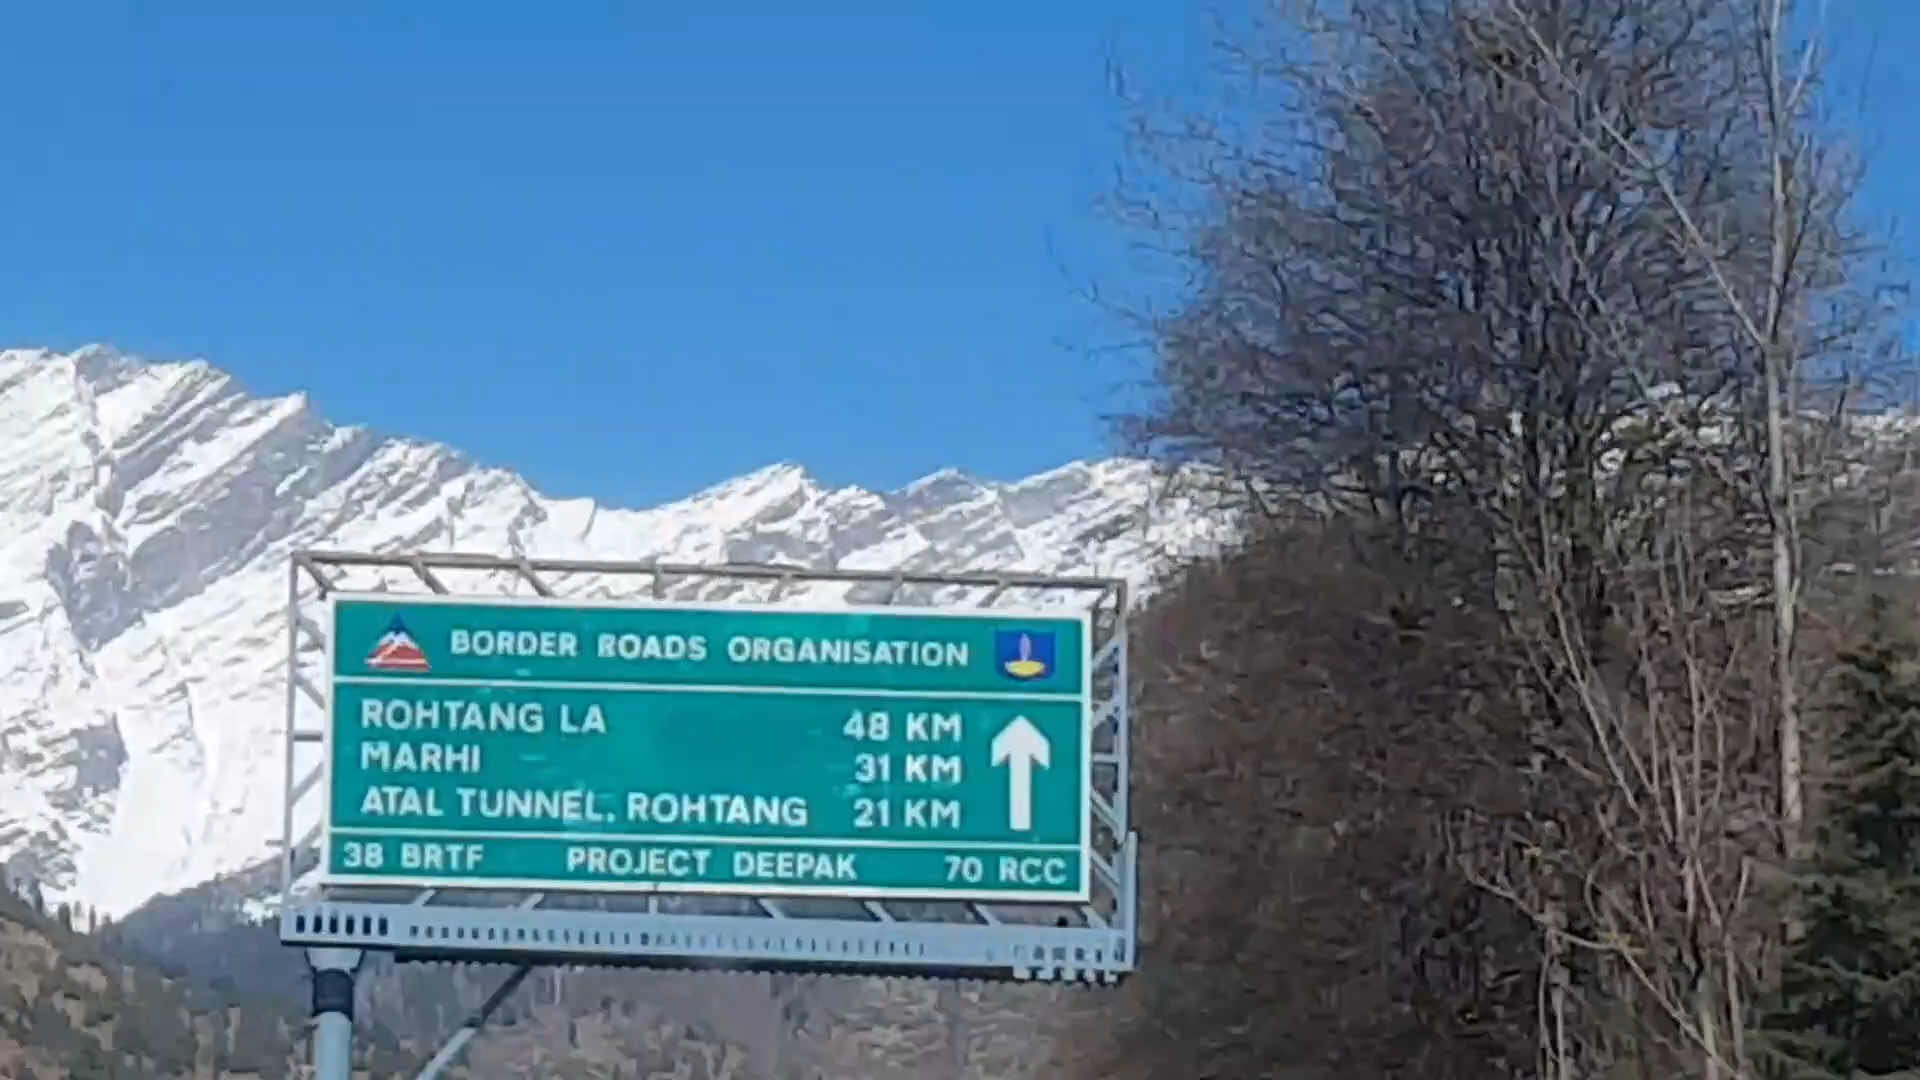 BORDER ROADS ORGANISATION
ROHTANG LA 48 KM
MARHI 31 KM
ATAL TUNNEL, ROHTANG 21 KM
38 BRTF PROJECT DEEPAK 70 RCC